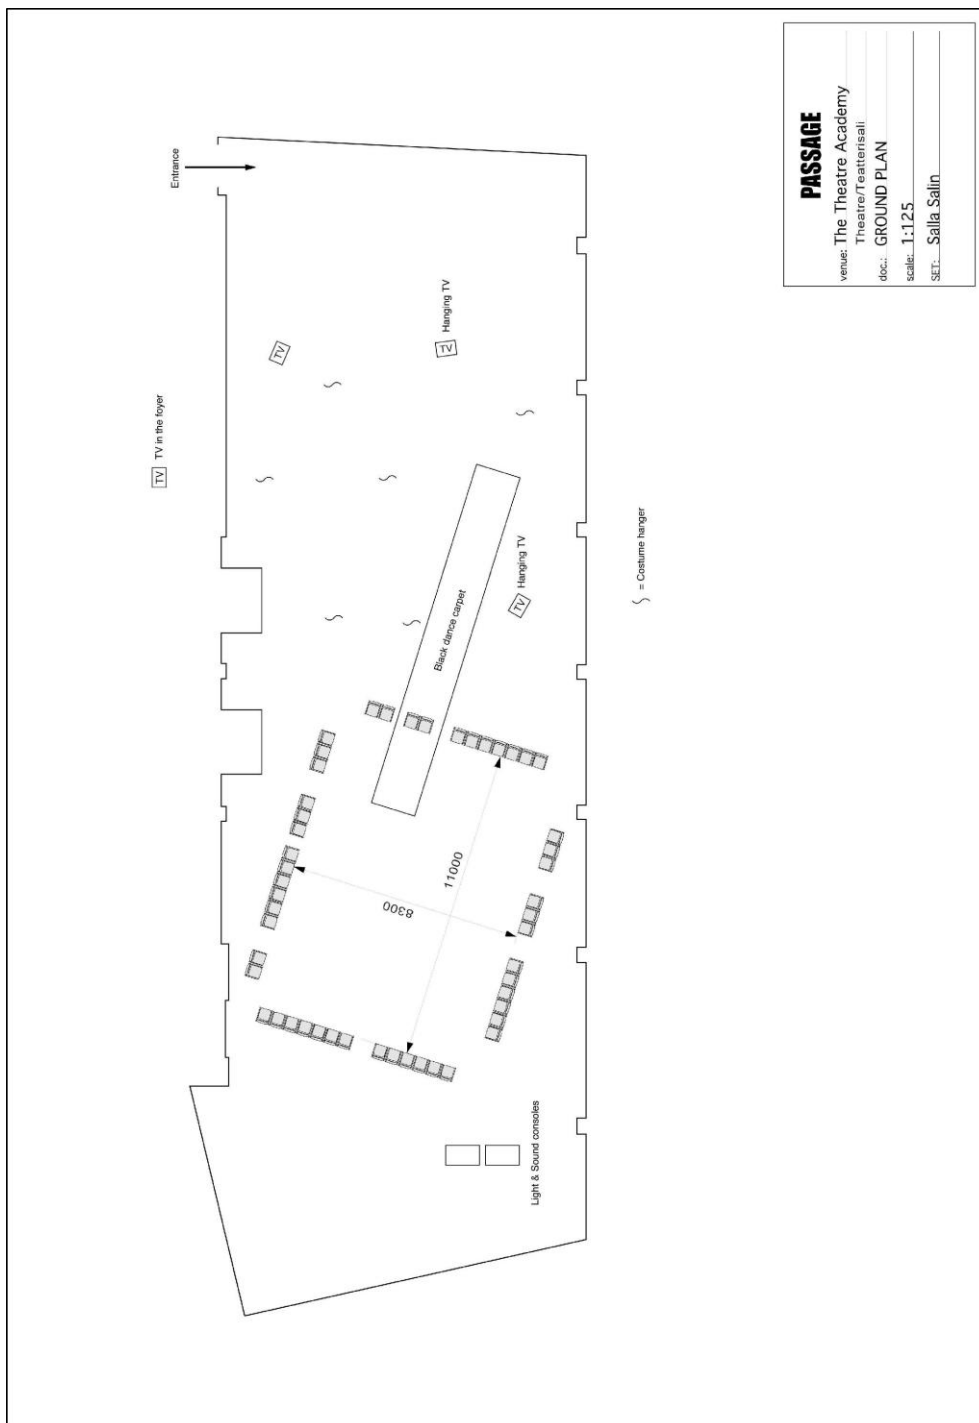 PASSAGE
venue: The Theatre Academy
Theatre/Teatterisali
doc.: GROUND PLAN
scale: 1:125
SET: Salla Salin
Entrance
TV
TV Hanging TV
TV TV in the foyer
TV Hanging TV
Black dance carpet
= Costume hanger
11000
8300
Light & Sound consoles